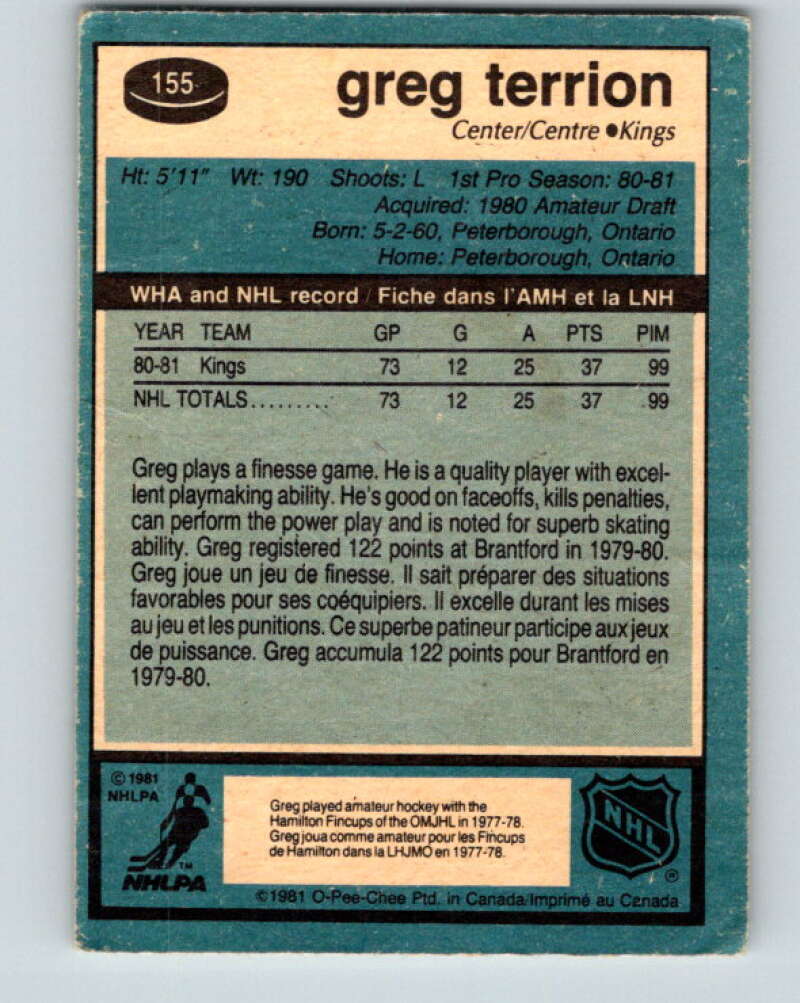 155
greg terrion
Center/Centre ●Kings
Ht: 5'11" Wt: 190 Shoots: L 1st Pro Season: 80-81
Acquired: 1980 Amateur Draft
Born: 5-2-60, Peterborough, Ontario
Home: Peterborough, Ontario
WHA and NHL record / Fiche dans l'AMH et la LNH
YEAR TEAM GP G A PTS PIM
80-81 Kings 73 12 25 37 99
NHL TOTALS......... 73 12 25 37 99
Greg plays a finesse game. He is a quality player with excel-
lent playmaking ability. He's good on faceoffs, kills penalties,
can perform the power play and is noted for superb skating
ability. Greg registered 122 points at Brantford in 1979-80.
Greg joue un jeu de finesse. Il sait préparer des situations
favorables pour ses coéquipiers. Il excelle durant les mises
au jeu et les punitions. Ce superbe patineur participe aux jeux
de puissance. Greg accumula 122 points pour Brantford en
1979-80.
© 1981
NHLPA
TM
NHLPA
Greg played amateur hockey with the
Hamilton Fincups of the OMJHL in 1977-78.
Greg joua comme amateur pour les Fincups
de Hamilton dans la LHJMO en 1977-78.
NHL
®
©1981 O-Pee-Chee Ptd. in Canada/Imprimé au Canada